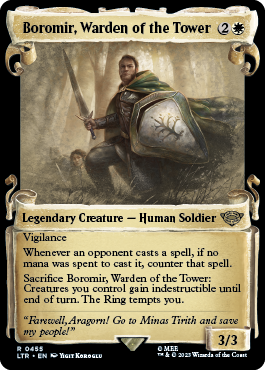 Boromir, Warden of the Tower 2
Legendary Creature — Human Soldier
Vigilance
Whenever an opponent casts a spell, if no
mana was spent to cast it, counter that spell.
Sacrifice Boromir, Warden of the Tower:
Creatures you control gain indestructible until
end of turn. The Ring tempts you.
“Farewell, Aragorn! Go to Minas Tirith and save
my people!”
3/3
R 0455
LTR • EN Yigit Koroglu
© MEE
™ & © 2023 Wizards of the Coast